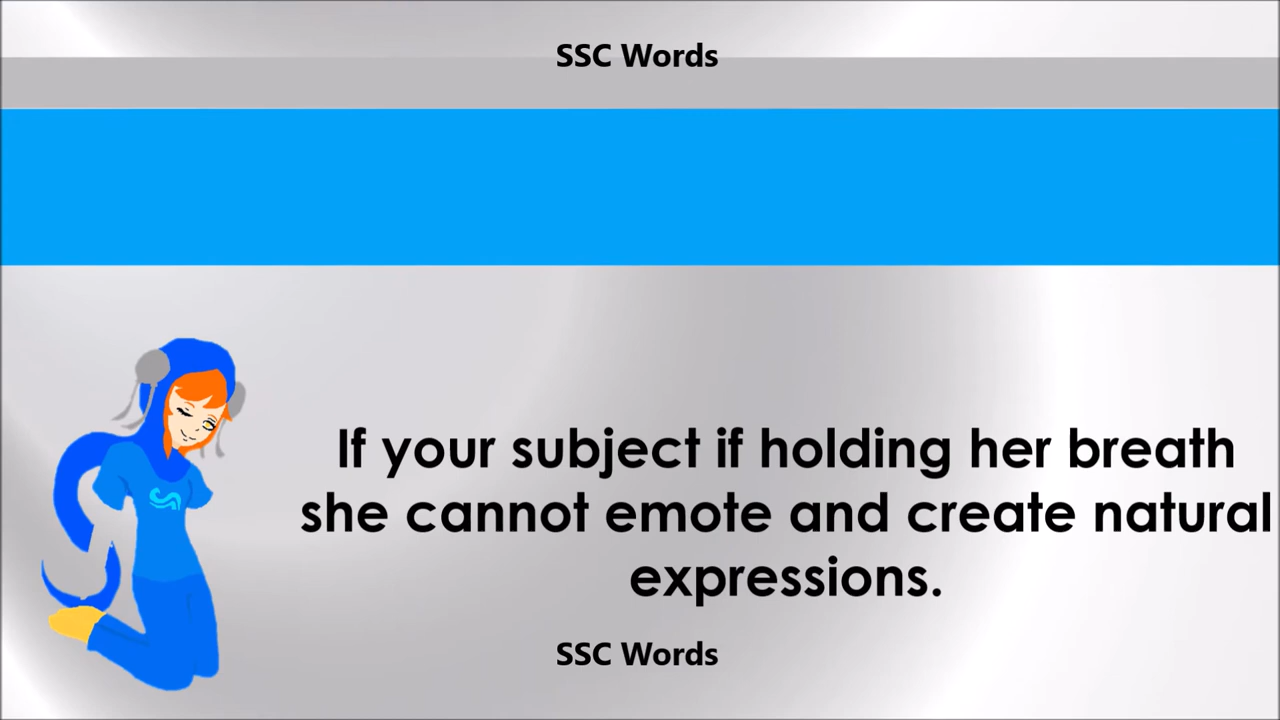 SSC Words
If your subject if holding her breath
she cannot emote and create natural
expressions.
SSC Words